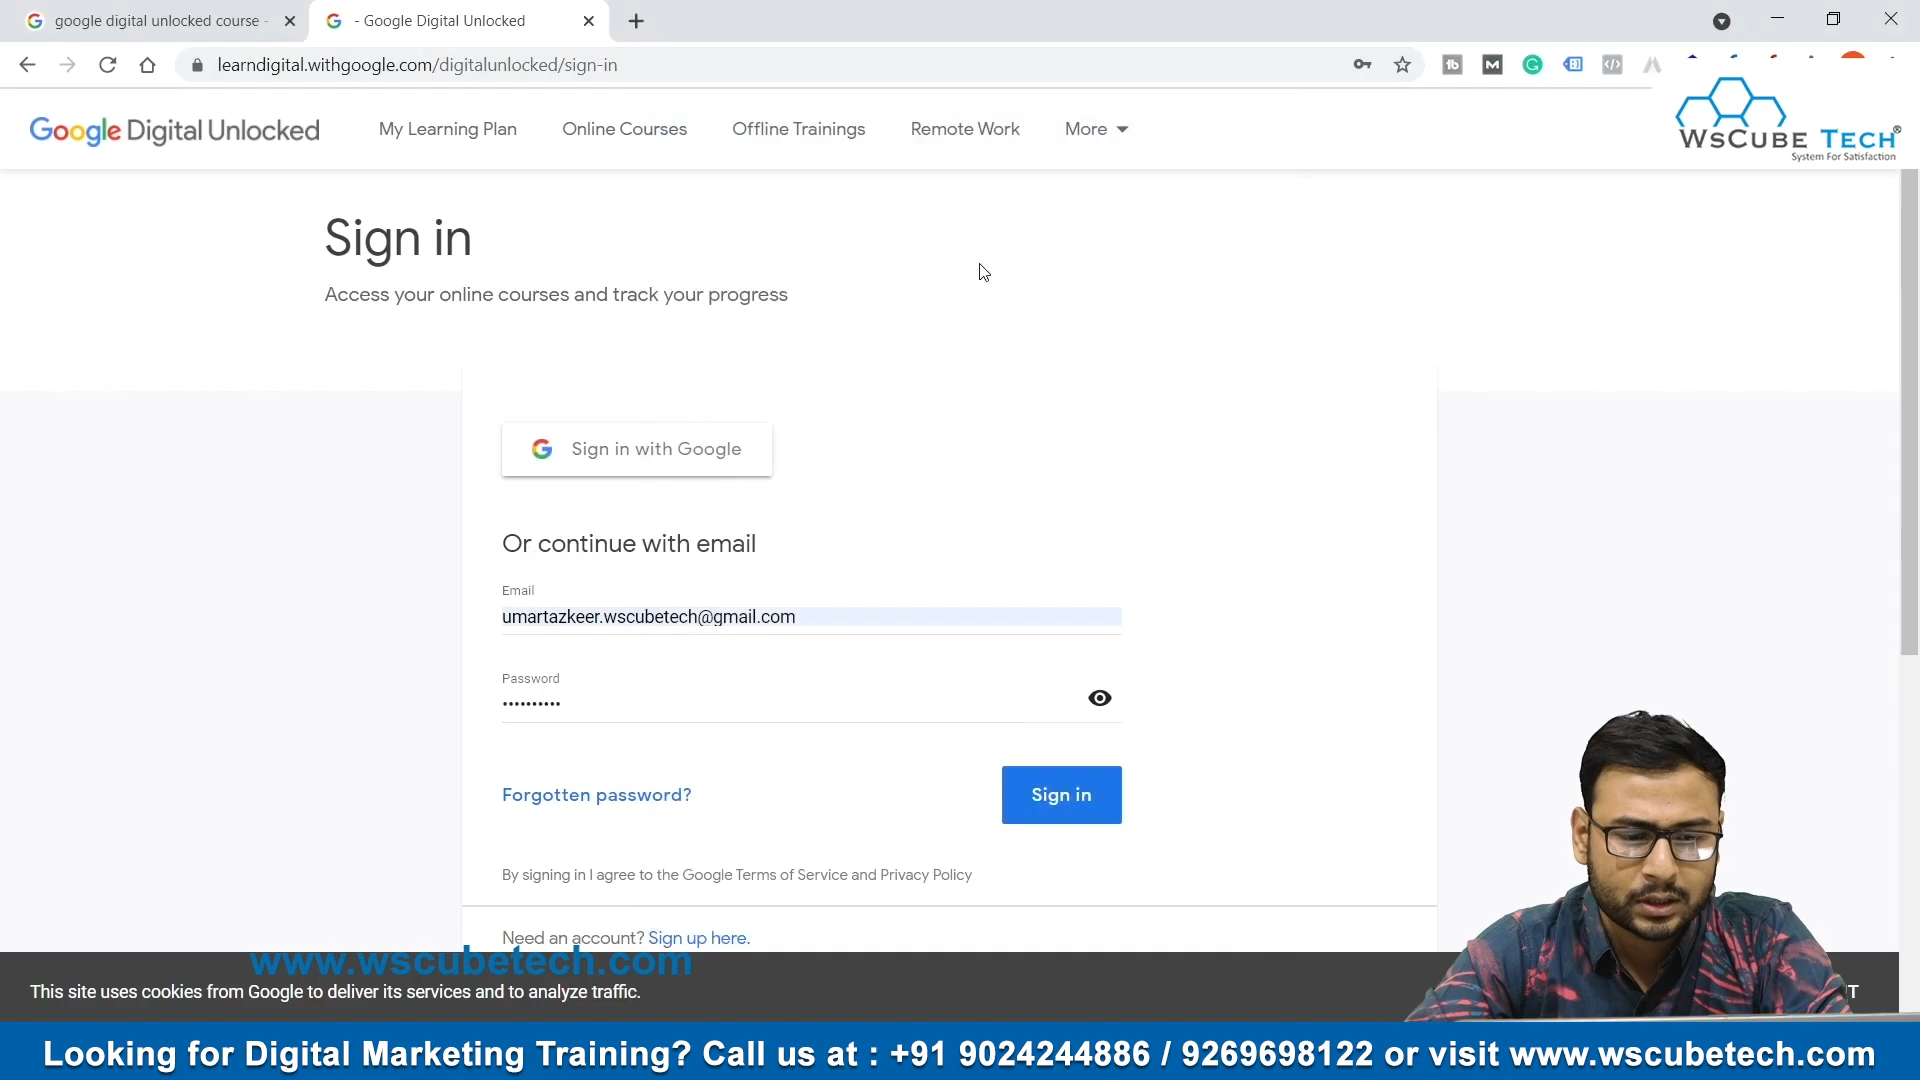 google digital unlocked course -
- Google Digital Unlocked
learndigital.withgoogle.com/digitalunlocked/sign-in
Google Digital Unlocked
My Learning Plan
Online Courses
Offline Trainings
Remote Work
More
WSCUBE TECH®
System For Satisfaction
Sign in
Access your online courses and track your progress
Sign in with Google
Or continue with email
Email
umartazkeer.wscubetech@gmail.com
Password
••••••••••
Forgotten password?
Sign in
By signing in I agree to the Google Terms of Service and Privacy Policy
Need an account? Sign up here.
www.wscubetech.com
This site uses cookies from Google to deliver its services and to analyze traffic.
Looking for Digital Marketing Training? Call us at : +91 9024244886 / 9269698122 or visit www.wscubetech.com